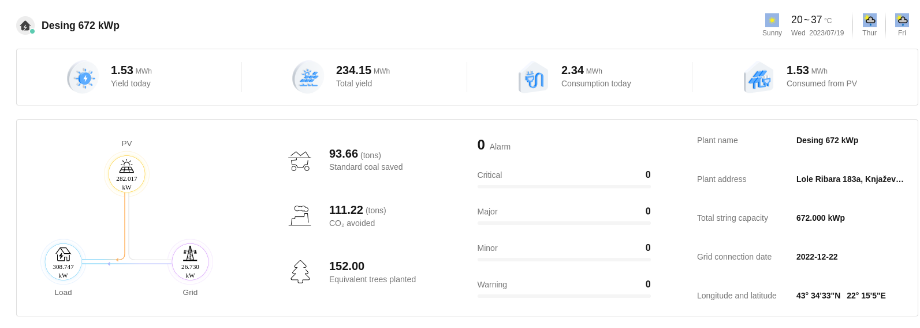 Desing 672 kWp
Sunny
20 ~ 37 °C
Wed. 2023/07/19
Thur
Fri
1.53 MWh
Yield today
234.15 MWh
Total yield
2.34 MWh
Consumption today
1.53 MWh
Consumed from PV
PV
282.017
kW
308.747
kW
Load
26.730
kW
Grid
93.66 (tons)
Standard coal saved
111.22 (tons)
CO₂ avoided
152.00
Equivalent trees planted
0 Alarm
Critical 0
Major 0
Minor 0
Warning 0
Plant name Desing 672 kWp
Plant address Lole Ribara 183a, Knjažev…
Total string capacity 672.000 kWp
Grid connection date 2022-12-22
Longitude and latitude 43° 34'33"N 22° 15'5"E